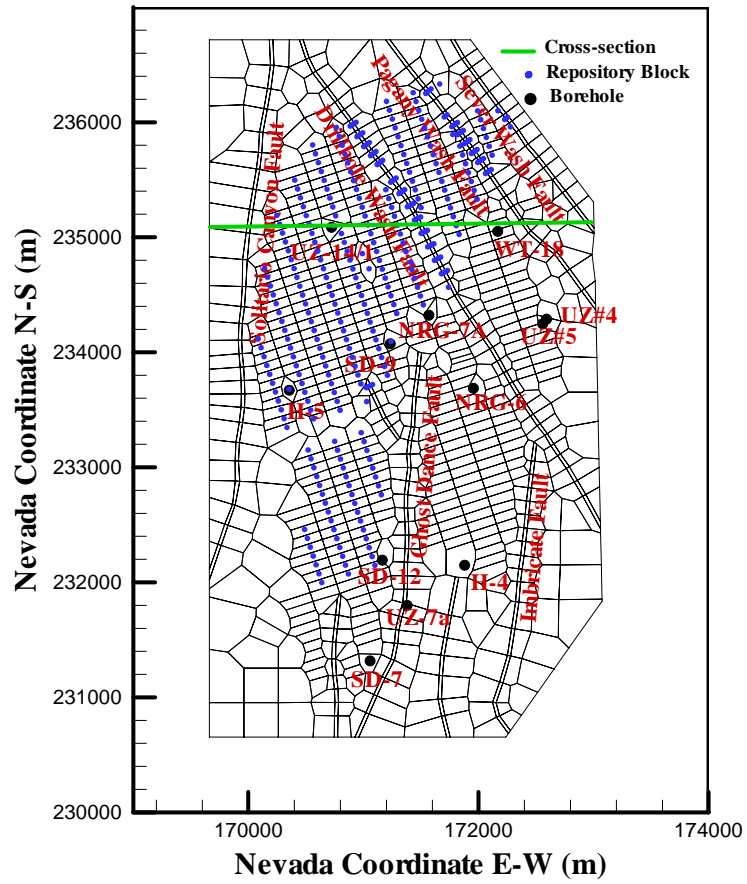 Cross-section
Repository Block
Borehole
236000
235000
234000
233000
232000
231000
230000
170000
172000
174000
Nevada Coordinate N-S (m)
Nevada Coordinate E-W (m)
Solitario Canyon Fault
Drillhole Wash Fault
Pagany Wash Fault
Sever Wash Fault
UZ-14/1
WT-18
UZ#4
UZ#5
NRG-7A
SD-9
H-5
NRG-6
Ghost Dance Fault
Imbricate Fault
SD-12
H-4
UZ-7a
SD-7